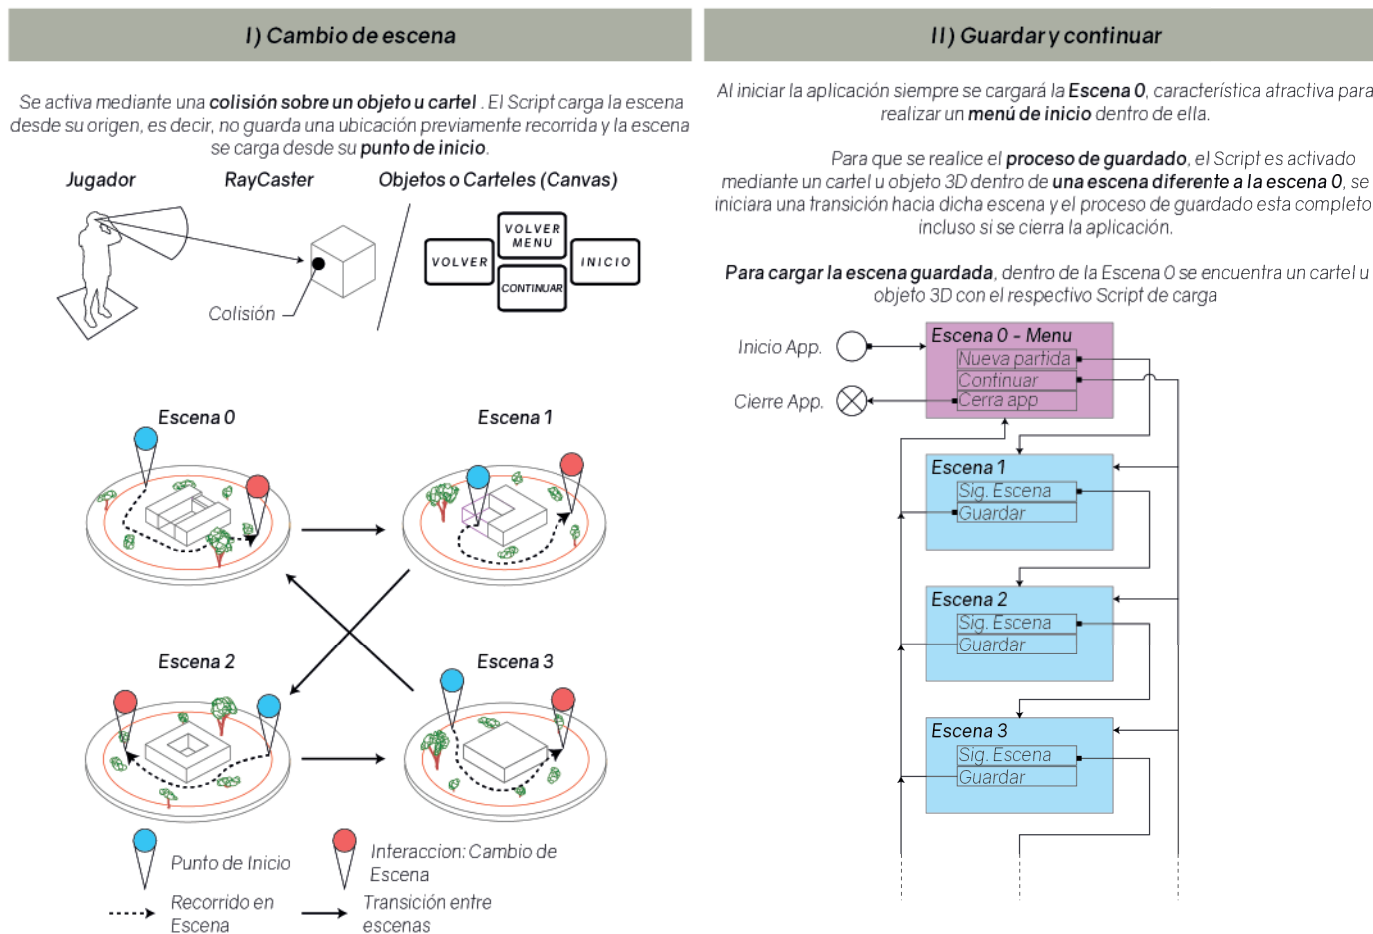 I) Cambio de escena
Se activa mediante una colisión sobre un objeto u cartel . El Script carga la escena
desde su origen, es decir, no guarda una ubicación previamente recorrida y la escena
se carga desde su punto de inicio.
Jugador
RayCaster
Objetos o Carteles (Canvas)
VOLVER
VOLVER
MENU
CONTINUAR
INICIO
Colisión
Escena 0
Escena 1
Escena 2
Escena 3
Punto de Inicio
Interaccion: Cambio de
Escena
Recorrido en
Escena
Transición entre
escenas
II) Guardar y continuar
Al iniciar la aplicación siempre se cargará la Escena 0, característica atractiva para
realizar un menú de inicio dentro de ella.
Para que se realice el proceso de guardado, el Script es activado
mediante un cartel u objeto 3D dentro de una escena diferente a la escena 0, se
iniciara una transición hacia dicha escena y el proceso de guardado esta completo
incluso si se cierra la aplicación.
Para cargar la escena guardada, dentro de la Escena 0 se encuentra un cartel u
objeto 3D con el respectivo Script de carga
Inicio App.
Cierre App.
Escena 0 - Menu
Nueva partida
Continuar
Cerra app
Escena 1
Sig. Escena
Guardar
Escena 2
Sig. Escena
Guardar
Escena 3
Sig. Escena
Guardar